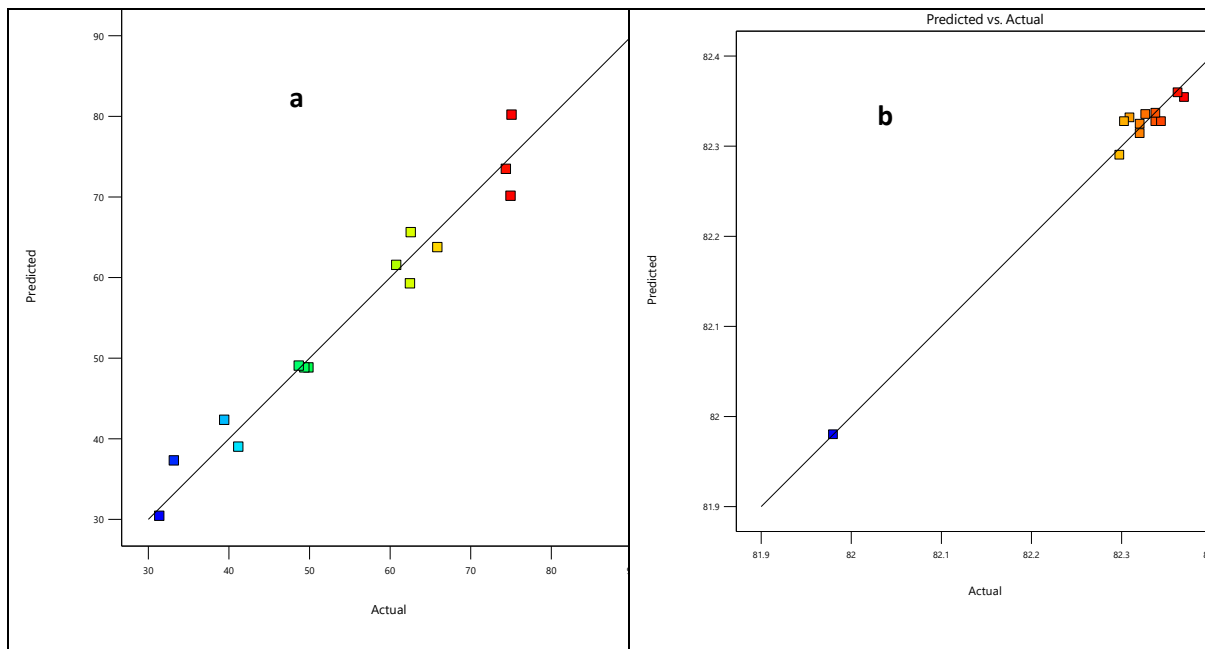 a
90
80
70
60
50
40
30
Predicted
30 40 50 60 70 80
Actual
Predicted vs. Actual
b
82.4
82.3
82.2
82.1
82
81.9
Predicted
81.9 82 82.1 82.2 82.3
Actual